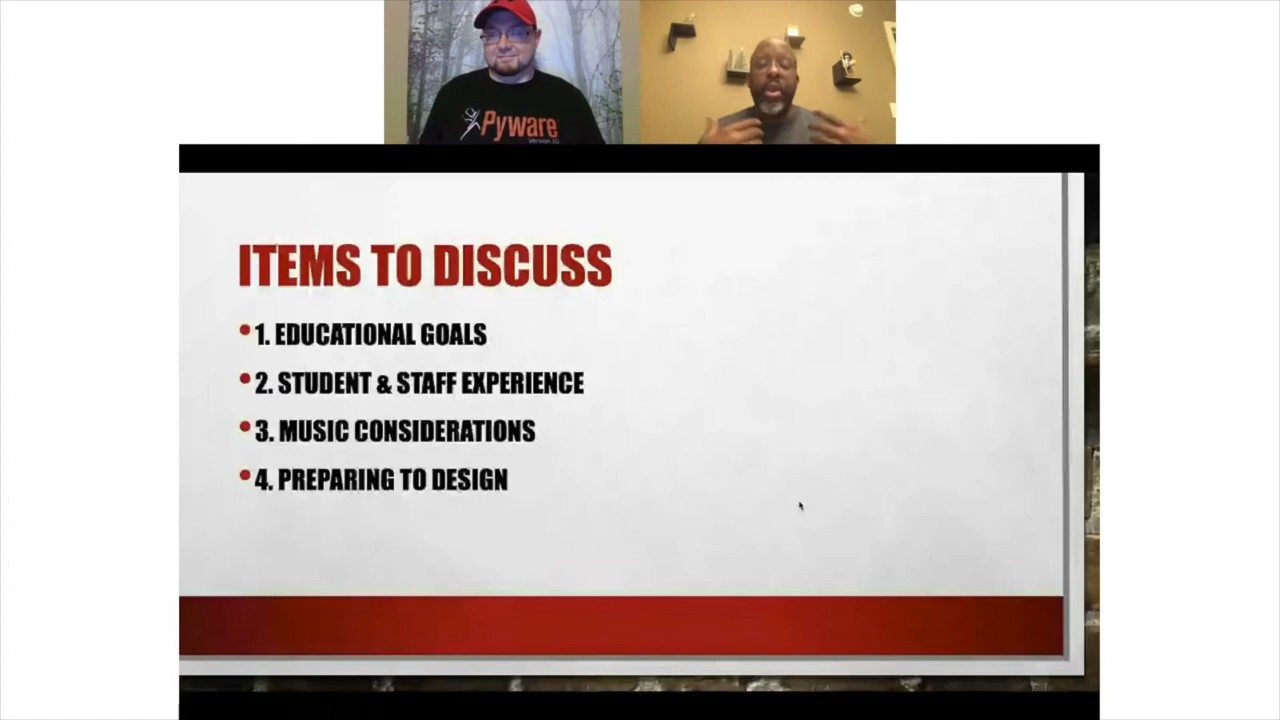 Pyware
ITEMS TO DISCUSS
• 1. EDUCATIONAL GOALS
• 2. STUDENT & STAFF EXPERIENCE
• 3. MUSIC CONSIDERATIONS
• 4. PREPARING TO DESIGN